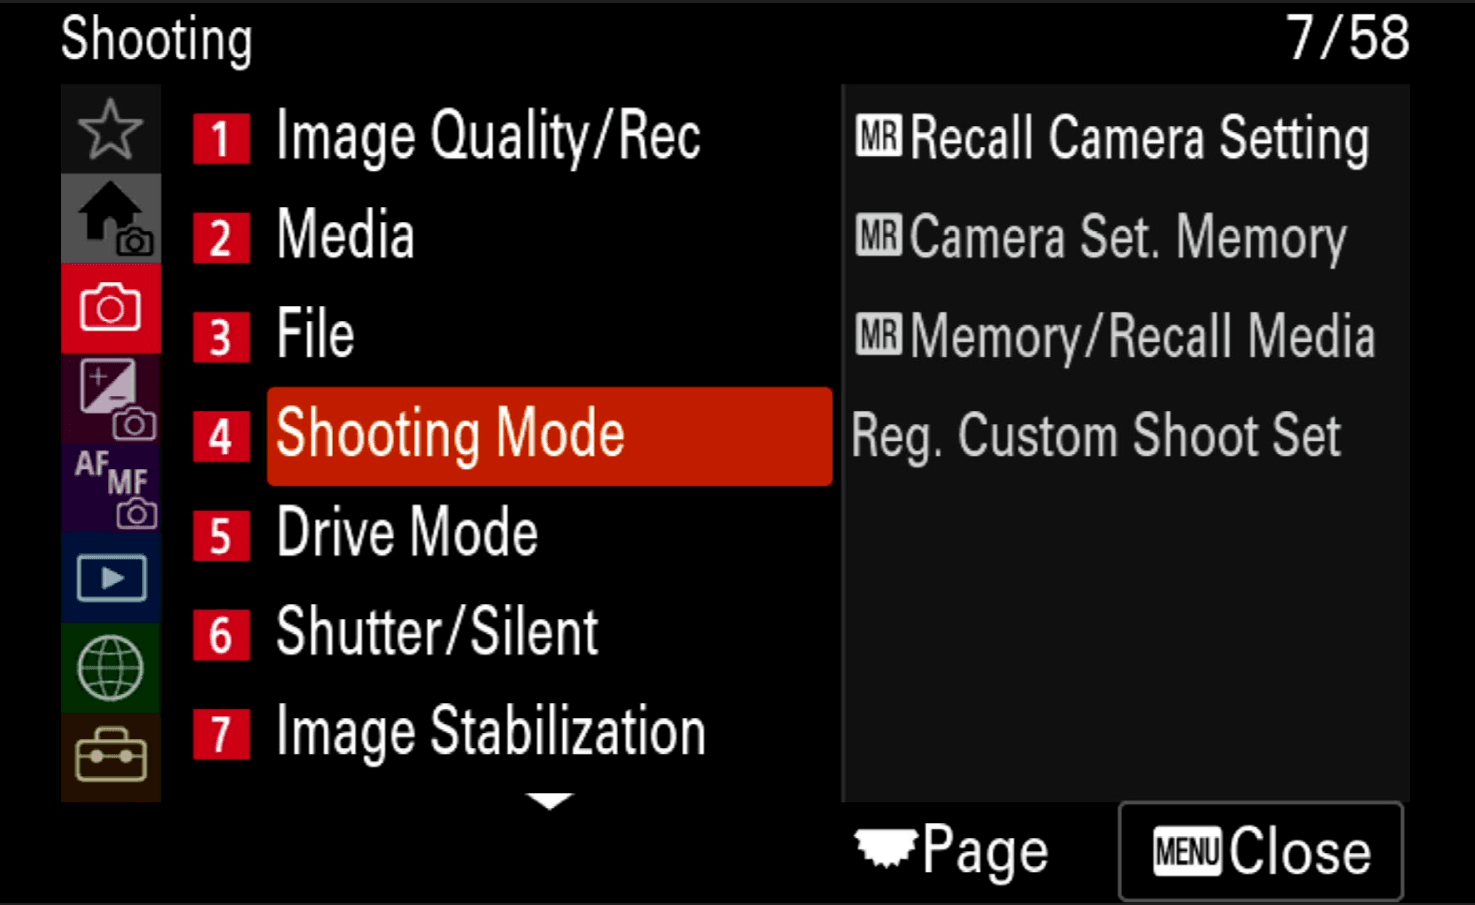 Shooting 7/58
1 Image Quality/Rec
2 Media
3 File
4 Shooting Mode
5 Drive Mode
6 Shutter/Silent
7 Image Stabilization
AF MF
MR Recall Camera Setting
MR Camera Set. Memory
MR Memory/Recall Media
Reg. Custom Shoot Set
Page MENU Close